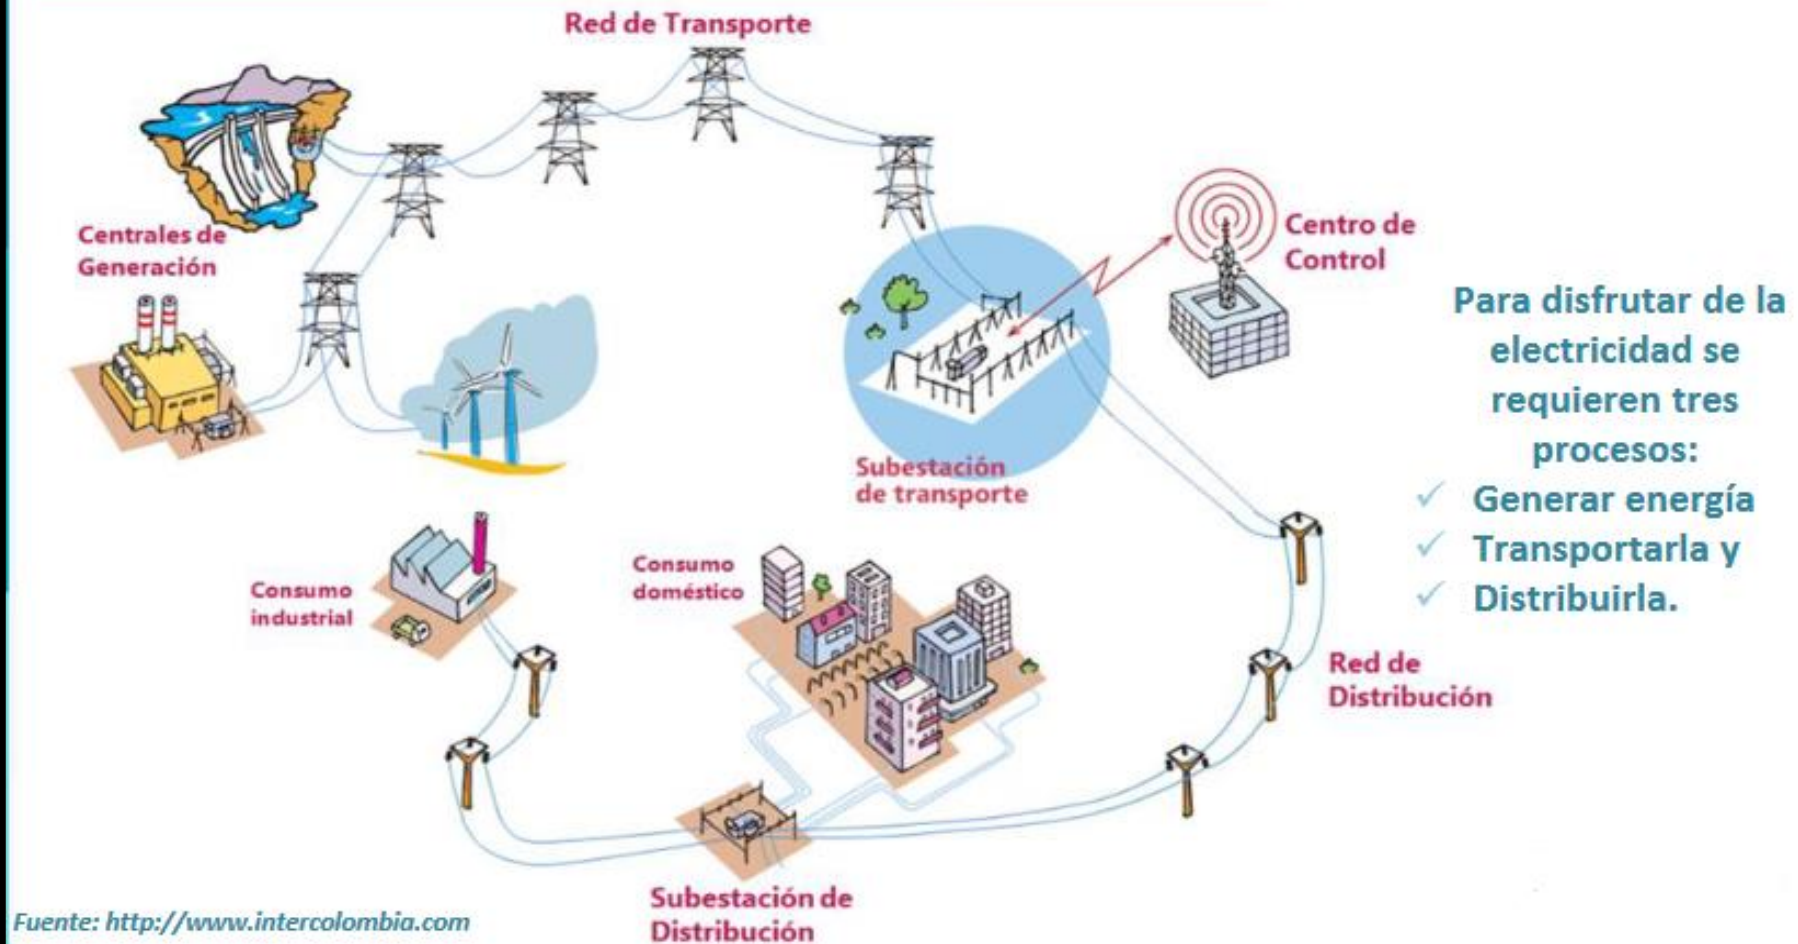 Red de Transporte
Centrales de
Generación
Centro de
Control
Subestación
de transporte
Para disfrutar de la
electricidad se
requieren tres
procesos:
✓ Generar energía
✓ Transportarla y
✓ Distribuirla.
Consumo
industrial
Consumo
doméstico
Red de
Distribución
Subestación de
Distribución
Fuente: http://www.intercolombia.com